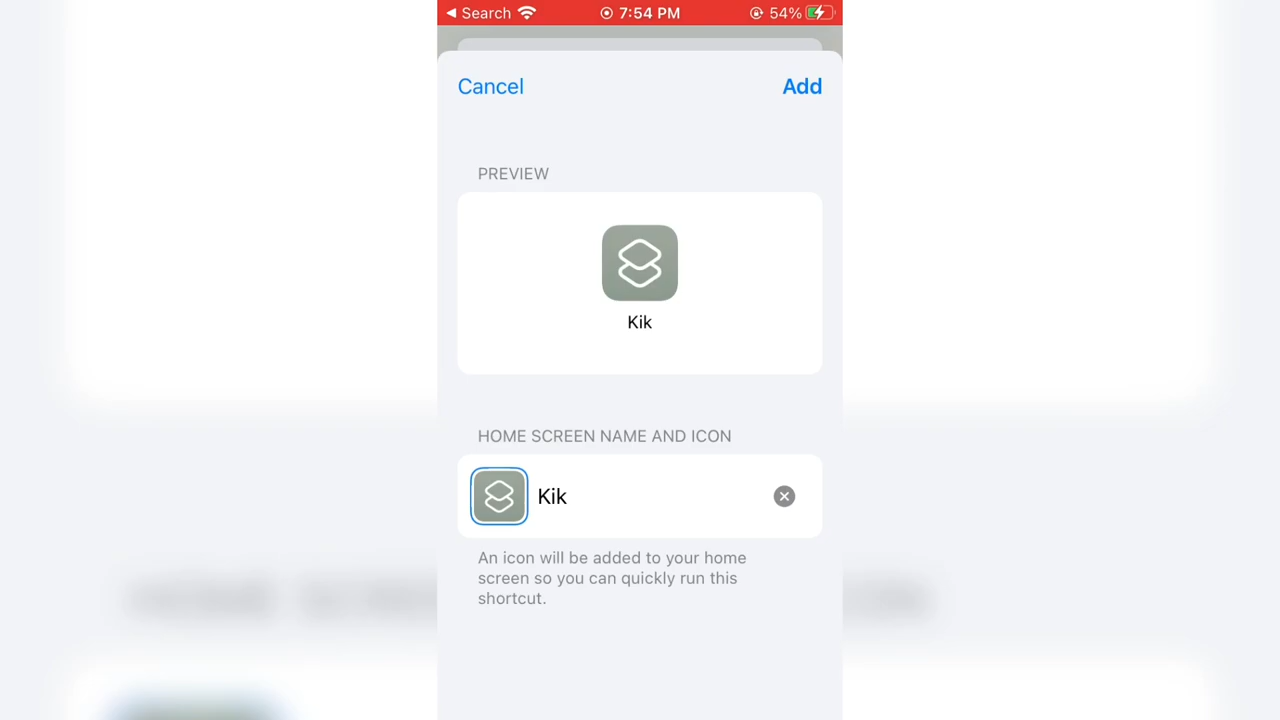 Search 7:54 PM 54%
Cancel Add
PREVIEW
Kik
HOME SCREEN NAME AND ICON
Kik
An icon will be added to your home
screen so you can quickly run this
shortcut.